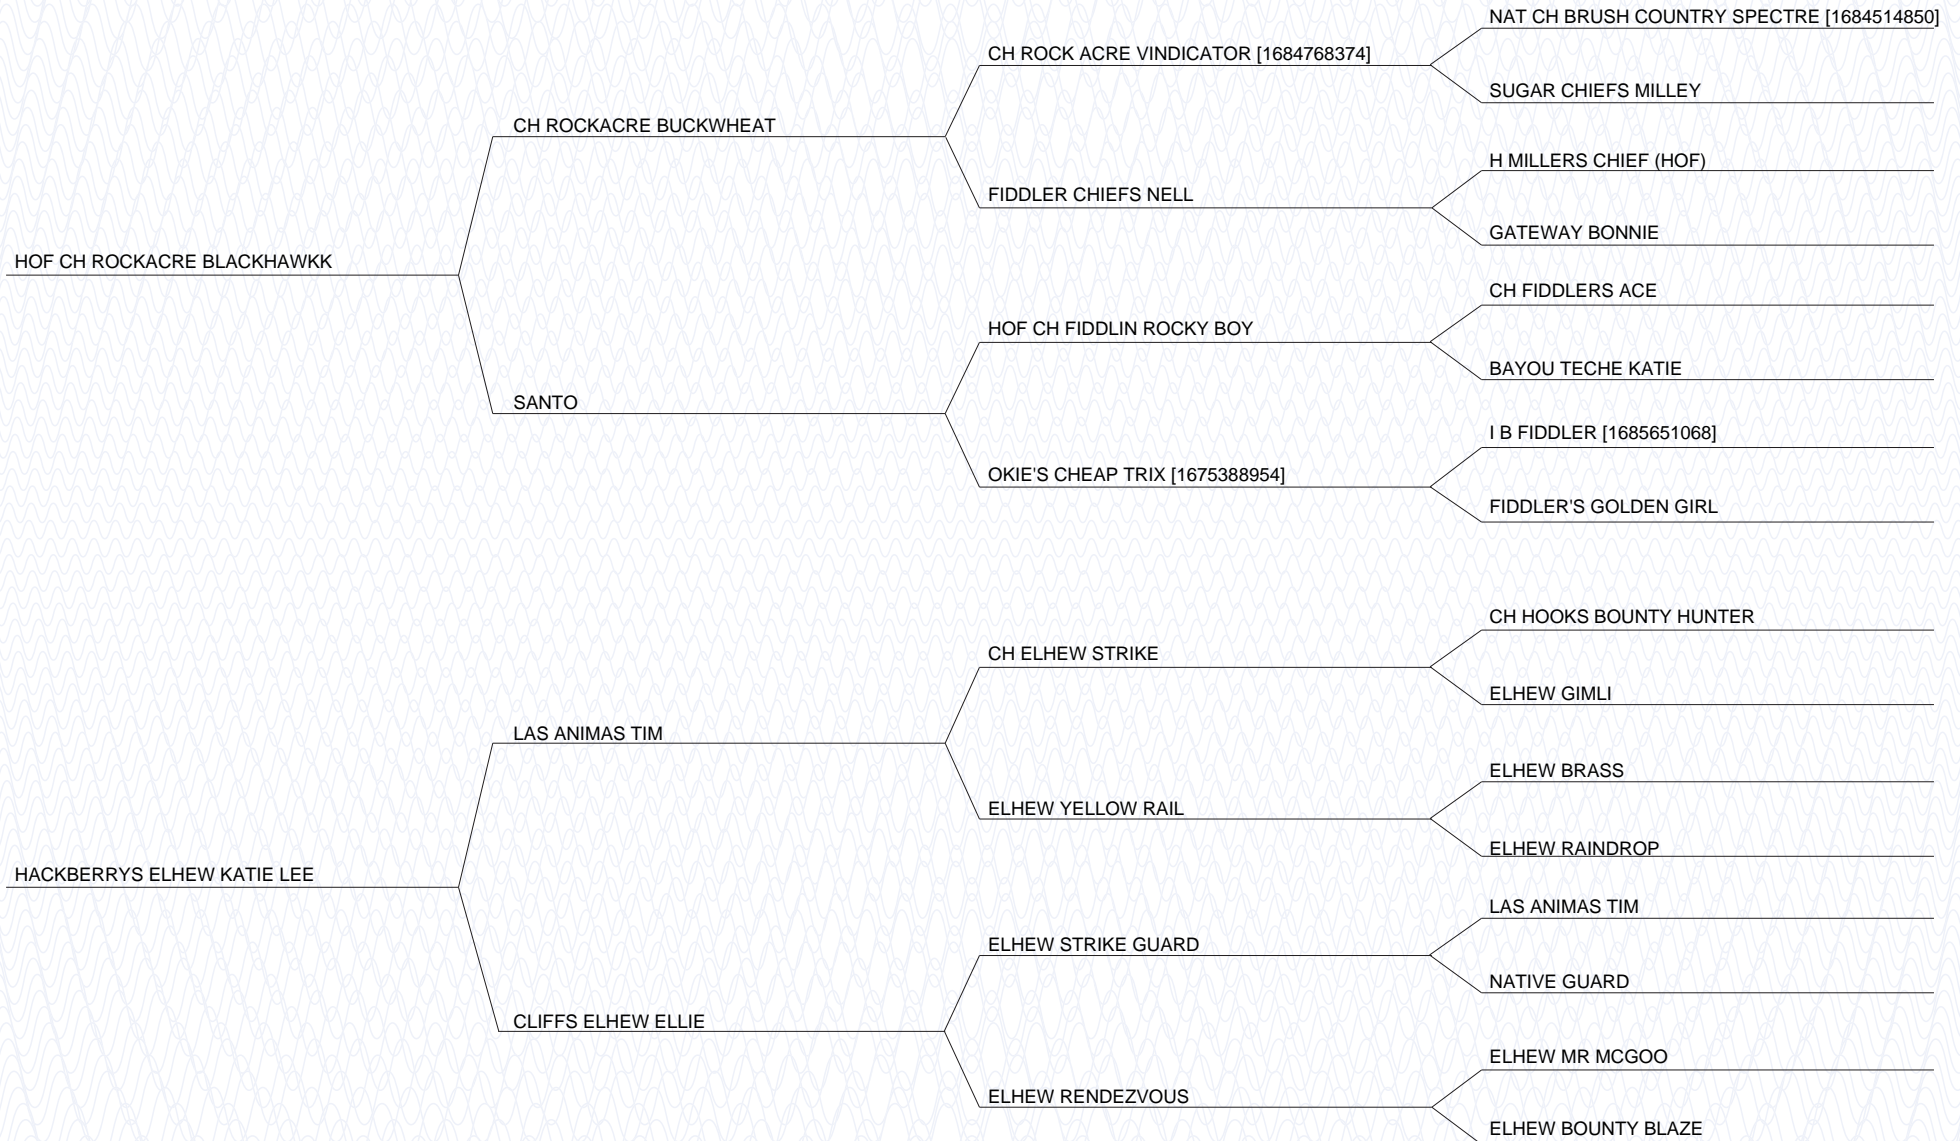 NAT CH BRUSH COUNTRY SPECTRE [1684514850]
CH ROCK ACRE VINDICATOR [1684768374]
SUGAR CHIEFS MILLEY
CH ROCKACRE BUCKWHEAT
H MILLERS CHIEF (HOF)
FIDDLER CHIEFS NELL
GATEWAY BONNIE
HOF CH ROCKACRE BLACKHAWKK
CH FIDDLERS ACE
HOF CH FIDDLIN ROCKY BOY
BAYOU TECHE KATIE
SANTO
I B FIDDLER [1685651068]
OKIE'S CHEAP TRIX [1675388954]
FIDDLER'S GOLDEN GIRL
CH HOOKS BOUNTY HUNTER
CH ELHEW STRIKE
ELHEW GIMLI
LAS ANIMAS TIM
ELHEW BRASS
ELHEW YELLOW RAIL
ELHEW RAINDROP
HACKBERRYS ELHEW KATIE LEE
LAS ANIMAS TIM
ELHEW STRIKE GUARD
NATIVE GUARD
CLIFFS ELHEW ELLIE
ELHEW MR MCGOO
ELHEW RENDEZVOUS
ELHEW BOUNTY BLAZE